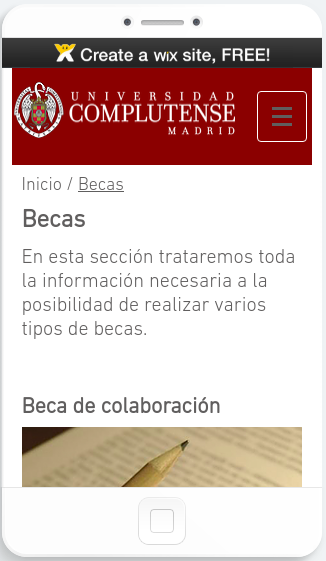 Create a WiX site, FREE!
UNIVERSIDAD
COMPLUTENSE
MADRID
Inicio / Becas
Becas
En esta sección trataremos toda
la información necesaria a la
posibilidad de realizar varios
tipos de becas.
Beca de colaboración